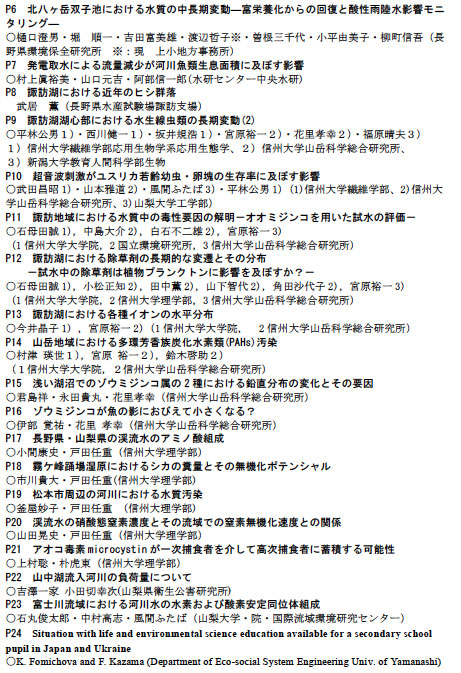 P6 北八ヶ岳双子池における水質の中長期変動―富栄養化からの回復と酸性雨陸水影響モニ
タリング―
〇樋口澄男・堀 順一・吉田富美雄・渡辺哲子※・曽根三千代・小平由美子・柳町信吾（長
野県環境保全研究所 ※：現 上小地方事務所）
P7 発電取水による流量減少が河川魚類生息面積に及ぼす影響
〇村上眞裕美・山口元吉・阿部信一郎(水研センター中央水研)
P8 諏訪湖における近年のヒシ群落
武居 薫（長野県水産試験場諏訪支場）
P9 諏訪湖湖心部における水生線虫類の長期変動(2)
〇平林公男１）・西川健一１）・坂井規浩１）・宮原裕一２）・花里孝幸２）・福原晴夫３）
１）信州大学繊維学部応用生物学系応用生態学、２）信州大学山岳科学総合研究所、
３）新潟大学教育人間科学部生物
P10 超音波刺激がユスリカ若齢幼虫・卵塊の生存率に及ぼす影響
〇武田昌昭 1)・山本雅道 2)・風間ふたば 3)・平林公男 1)（1)信州大学繊維学部、2)信州大
学山岳科学総合研究所、3)山梨大学工学部）
P11 諏訪地域における水質中の毒性要因の解明－オオミジンコを用いた試水の評価－
〇石母田誠 1)，中島大介 2)，白石不二雄 2)，宮原裕一 3)
（1 信州大学大学院，2 国立環境研究所，3 信州大学山岳科学総合研究所）
P12 諏訪湖における除草剤の長期的な変遷とその分布
－試水中の除草剤は植物プランクトンに影響を及ぼすか？－
〇石母田誠 1)，小松正知 2)，田中薫 2)，山下智代 2)，角田沙代子 2)，宮原裕一 3)
（1 信州大学大学院，2 信州大学理学部，3 信州大学山岳科学総合研究所）
P13 諏訪湖における各種イオンの水平分布
〇今井晶子 1)，宮原裕一 2)（１信州大学大学院， ２信州大学山岳科学総合研究所）
P14 山岳地域における多環芳香族炭化水素類(PAHs)汚染
〇村津 瑛世１），宮原 裕一２），鈴木啓助２）
（１信州大学大学院，２信州大学山岳科学総合研究所）
P15 浅い湖沼でのゾウミジンコ属の２種における鉛直分布の変化とその要因
〇君島祥・永田貴丸・花里孝幸（信州大学山岳科学総合研究所）
P16 ゾウミジンコが魚の影におびえて小さくなる？
〇伊部 覚祐・花里 孝幸（信州大学山岳科学総合研究所）
P17 長野県・山梨県の渓流水のアミノ酸組成
〇小間康史・戸田任重（信州大学理学部）
P18 霧ケ峰踊場湿原におけるシカの糞量とその無機化ポテンシャル
〇市川貴大・戸田任重(信州大学理学部)
P19 松本市周辺の河川における水質汚染
〇釜屋妙子・戸田任重 （信州大理学部）
P20 渓流水の硝酸態窒素濃度とその流域での窒素無機化速度との関係
〇山田晃史・戸田任重（信州大学理学部）
P21 アオコ毒素 microcystin が一次捕食者を介して高次捕食者に蓄積する可能性
〇上村聡・朴虎東（信州大学理学部）
P22 山中湖流入河川の負荷量について
〇吉澤一家 小田切幸次(山梨県衛生公害研究所)
P23 富士川流域における河川水の水素および酸素安定同位体組成
〇石丸俊太郎・中村高志・風間ふたば（山梨大学・院・国際流域環境研究センター）
P24 Situation with life and environmental science education available for a secondary school
pupil in Japan and Ukraine
〇K. Fomichova and F. Kazama (Department of Eco-social System Engineering Univ. of Yamanashi)